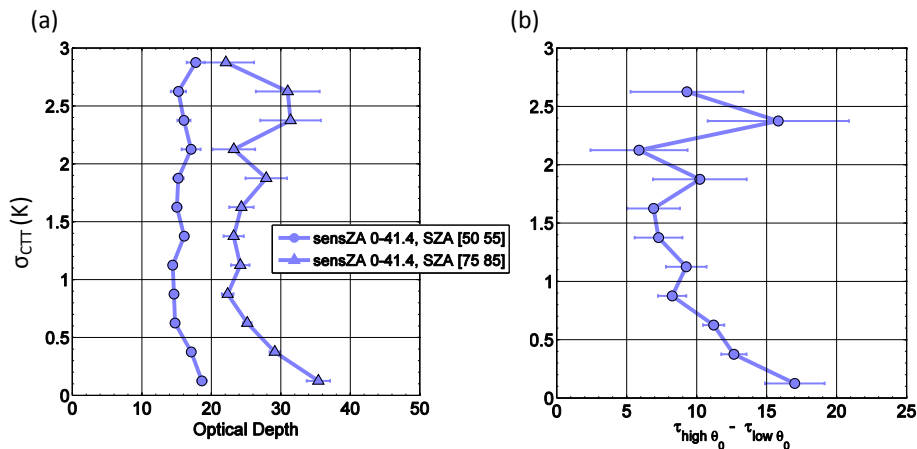 (a)
(b)
3
2.5
2
1.5
1
0.5
0
σCTT (K)
sensZA 0-41.4, SZA [50 55]
sensZA 0-41.4, SZA [75 85]
0 10 20 30 40 50
Optical Depth
3
2.5
2
1.5
1
0.5
0
0 5 10 15 20 25
τhigh θ0 - τlow θ0